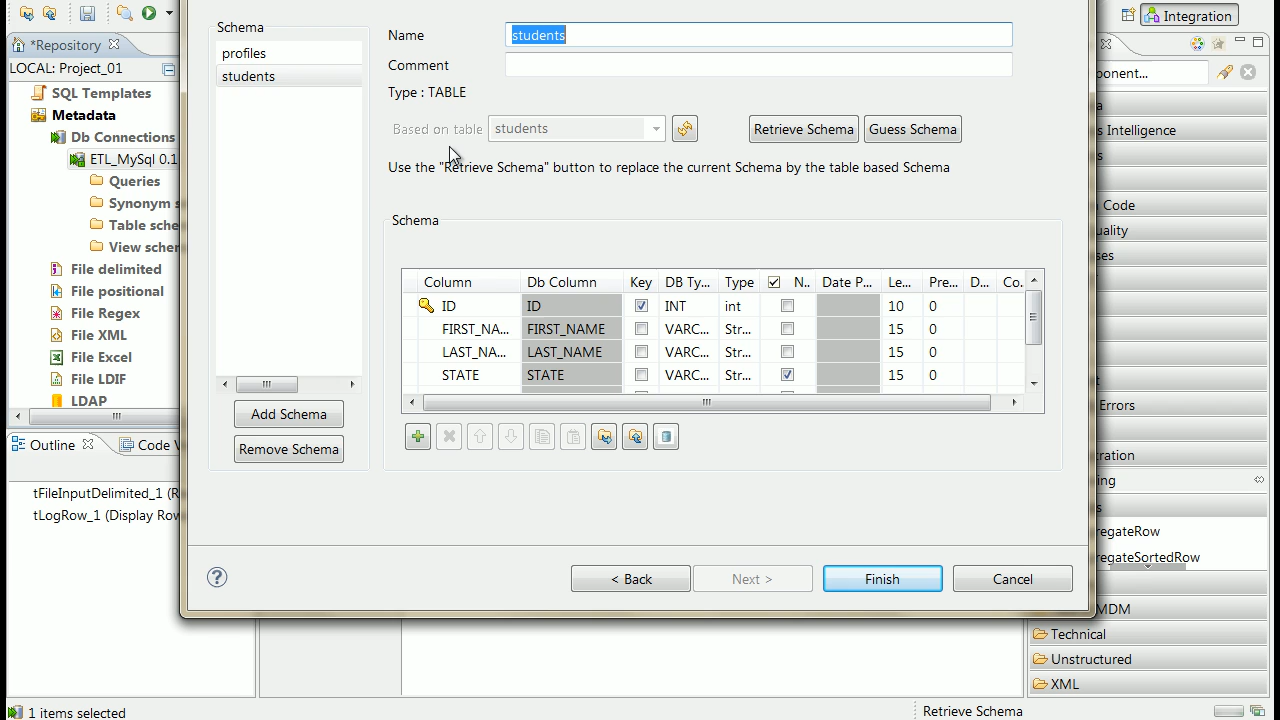 Integration
*Repository
LOCAL: Project_01
SQL Templates
Metadata
Db Connections
ETL_MySql 0.1
Queries
Synonym s
Table sche
View scher
File delimited
File positional
File Regex
File XML
File Excel
File LDIF
LDAP
Outline
Code V
tFileInputDelimited_1 (R
tLogRow_1 (Display Row
1 items selected
Schema
profiles
students
Add Schema
Remove Schema
Name students
Comment
Type : TABLE
Based on table students
Retrieve Schema Guess Schema
Use the "Retrieve Schema" button to replace the current Schema by the table based Schema
Schema
Column Db Column Key DB Ty... Type N.. Date P... Le... Pre... D... Co.
ID ID INT int 10 0
FIRST_NA... FIRST_NAME VARC... Str... 15 0
LAST_NA... LAST_NAME VARC... Str... 15 0
STATE STATE VARC... Str... 15 0
< Back Next > Finish Cancel
onent...
a
s Intelligence
s
Code
uality
ses
t
Errors
tration
ing
s
regateRow
regateSortedRow
MDM
Technical
Unstructured
XML
Retrieve Schema